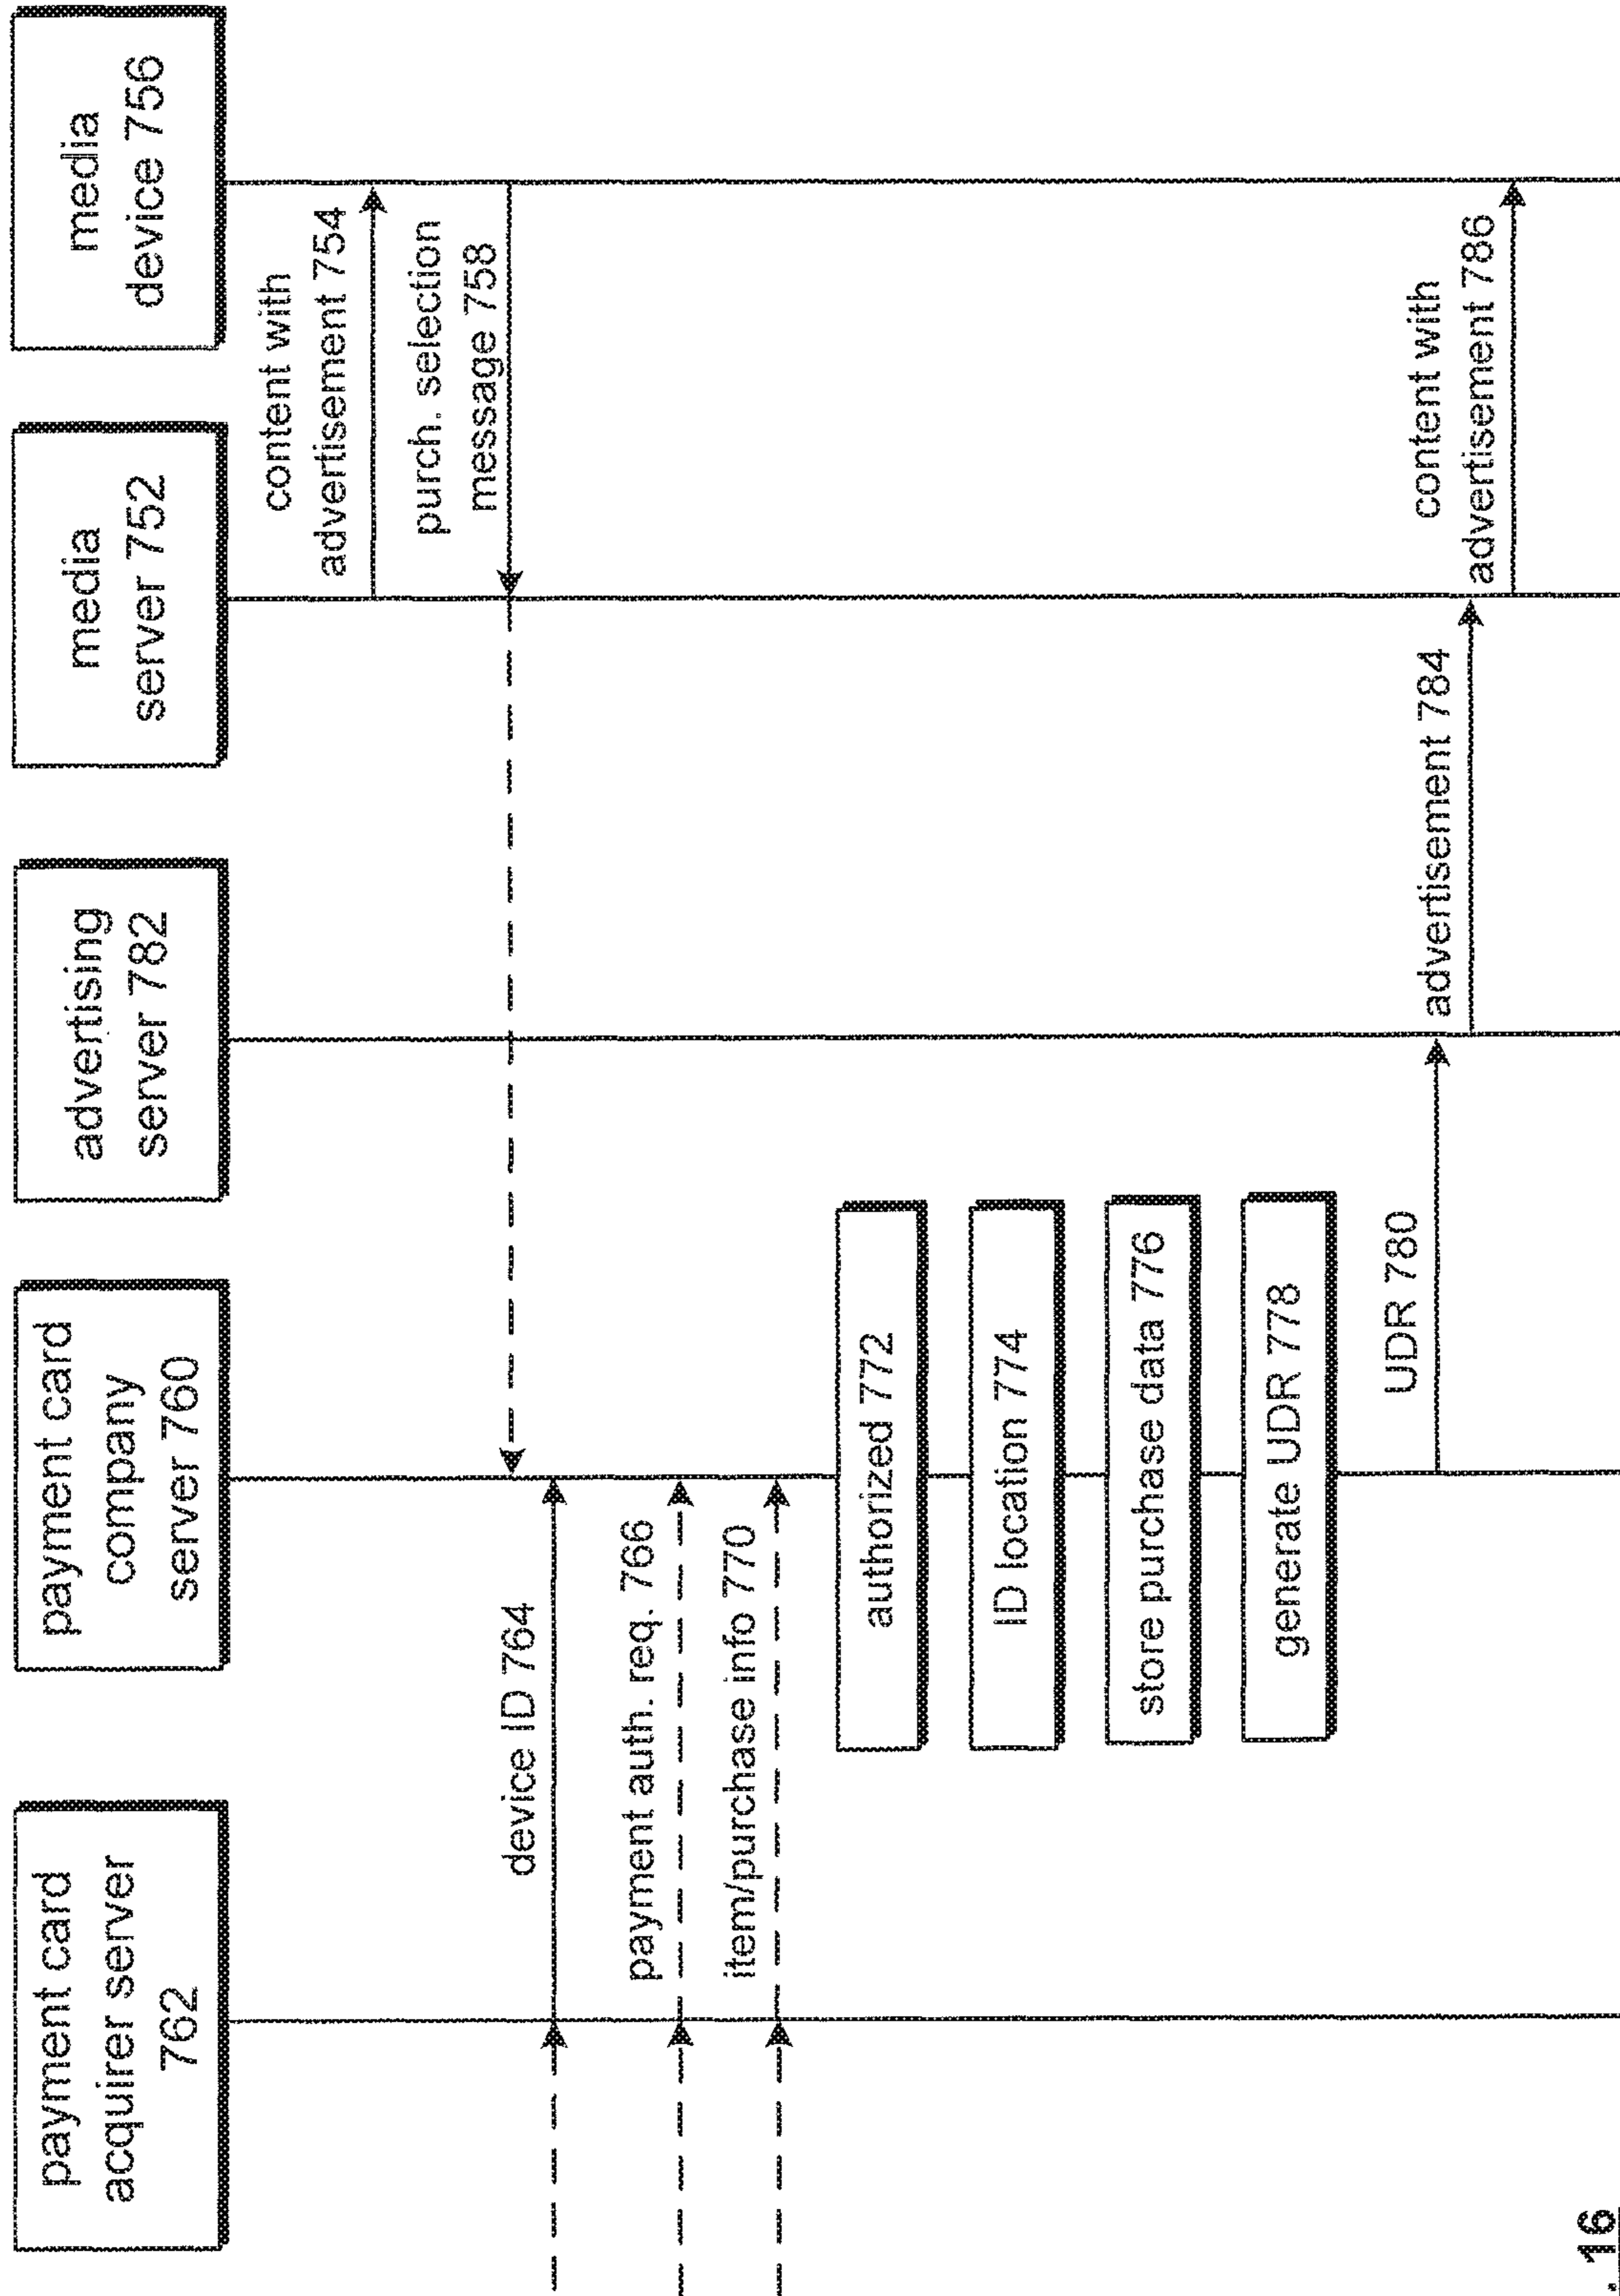 payment card
acquirer server
762
payment card
company
server 760
advertising
server 782
media
server 752
media
device 756
content with
advertisement 754
purch. selection
message 758
device ID 764
payment auth. req. 766
item/purchase info 770
authorized 772
ID location 774
store purchase data 776
generate UDR 778
UDR 780
advertisement 784
content with
advertisement 786
. 16